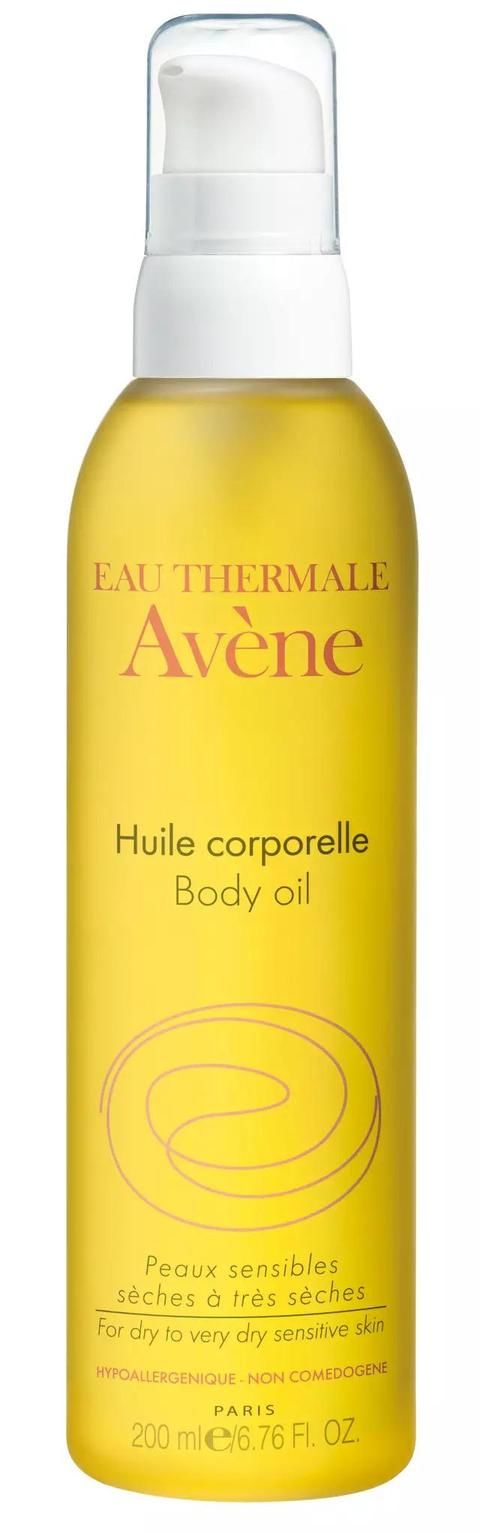 EAU THERMALE
Avène
Huile corporelle
Body oil
Peaux sensibles
sèches à très sèches
For dry to very dry sensitive skin
HYPOALLERGENIQUE - NON COMEDOGENE
PARIS
200 ml℮/6.76 Fl. OZ.